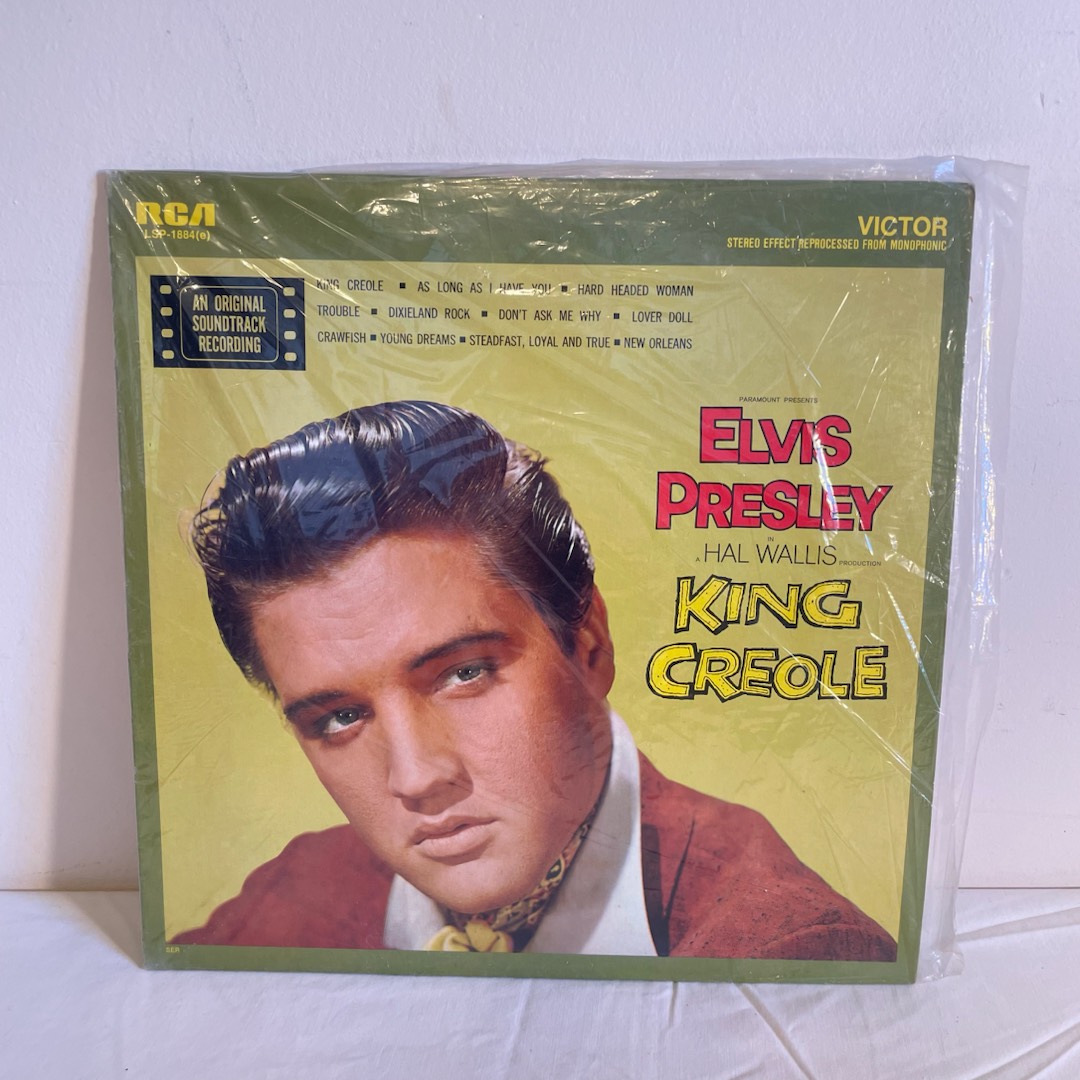 RCA
LSP-1884(e)
VICTOR
STEREO EFFECT REPROCESSED FROM MONOPHONIC
AN ORIGINAL
SOUNDTRACK
RECORDING
KING CREOLE ▪ AS LONG AS I HAVE YOU ▪ HARD HEADED WOMAN
TROUBLE ▪ DIXIELAND ROCK ▪ DON'T ASK ME WHY ▪ LOVER DOLL
CRAWFISH ▪ YOUNG DREAMS ▪ STEADFAST, LOYAL AND TRUE ▪ NEW ORLEANS
PARAMOUNT PRESENTS
ELVIS
PRESLEY
IN
A HAL WALLIS PRODUCTION
KING
CREOLE